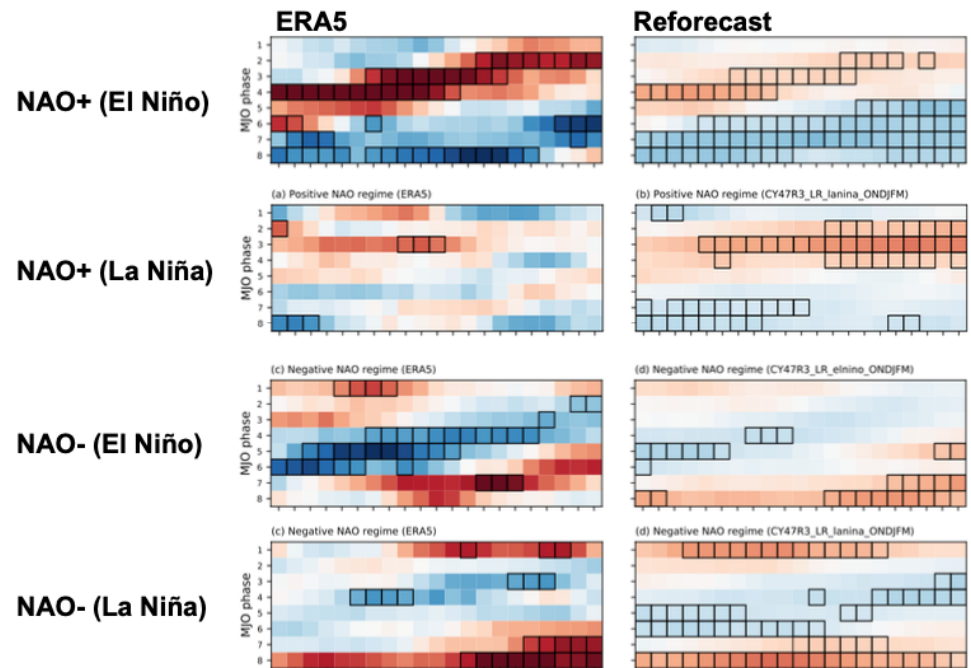 ERA5
Reforecast
NAO+ (El Niño)
MJO phase
1
2
3
4
5
6
7
8
NAO+ (La Niña)
(a) Positive NAO regime (ERA5)
(b) Positive NAO regime (CY47R3_LR_lanina_ONDJFM)
MJO phase
1
2
3
4
5
6
7
8
NAO- (El Niño)
(c) Negative NAO regime (ERA5)
(d) Negative NAO regime (CY47R3_LR_elnino_ONDJFM)
MJO phase
1
2
3
4
5
6
7
8
NAO- (La Niña)
(c) Negative NAO regime (ERA5)
(d) Negative NAO regime (CY47R3_LR_lanina_ONDJFM)
MJO phase
1
2
3
4
5
6
7
8